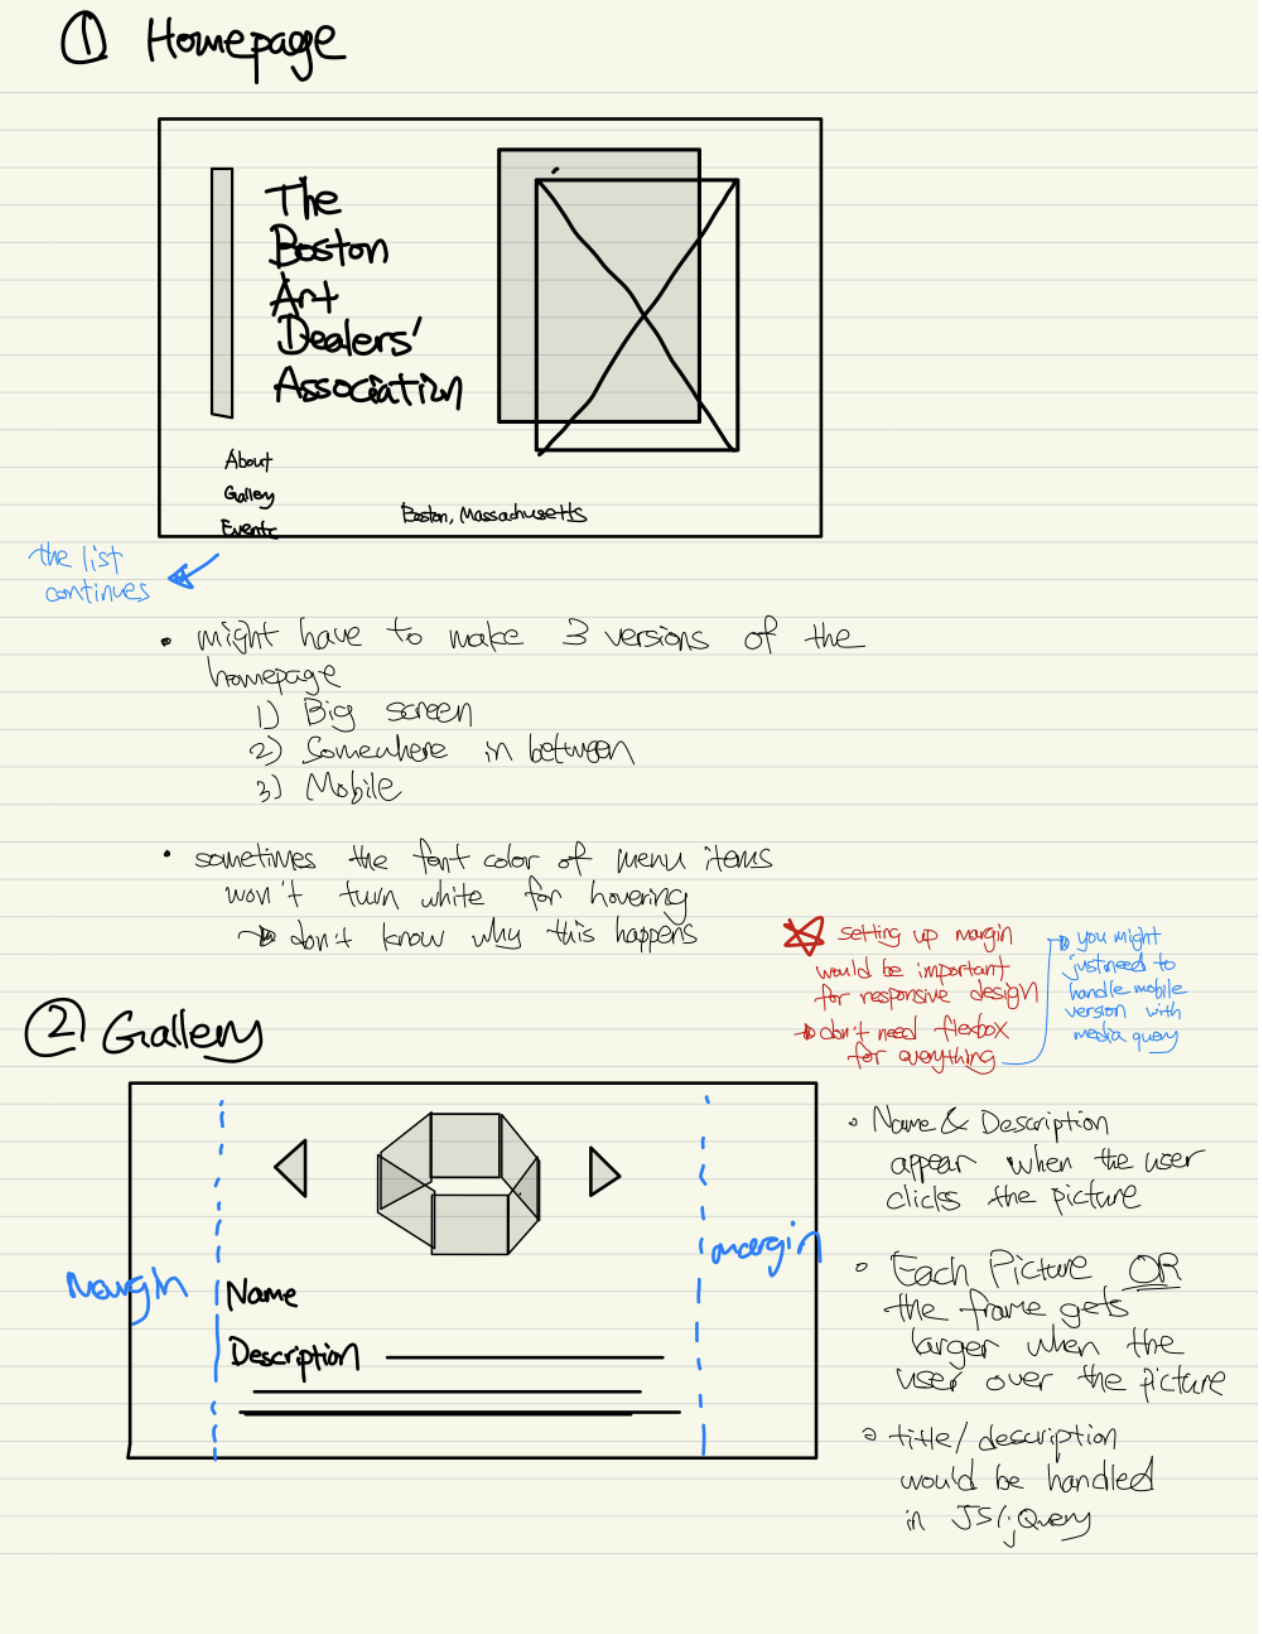 ① Homepage
The
Boston
Art
Dealers'
Association
About
Gallery
Events
Boston, Massachusetts
the list
continues
• might have to make 3 versions of the
homepage
1) Big screen
2) Somewhere in between
3) Mobile
• sometimes the font color of menu items
won't turn white for hovering
→ don't know why this happens
☆ setting up margin
would be important
for responsive design
→ don't need flexbox
for everything
→ you might
just need to
handle mobile
version with
media query
② Gallery
Margin
margin
Name
Description
• Name & Description
appear when the user
clicks the picture
• Each Picture OR
the frame gets
larger when the
user over the picture
• title/description
would be handled
in JS/jQuery